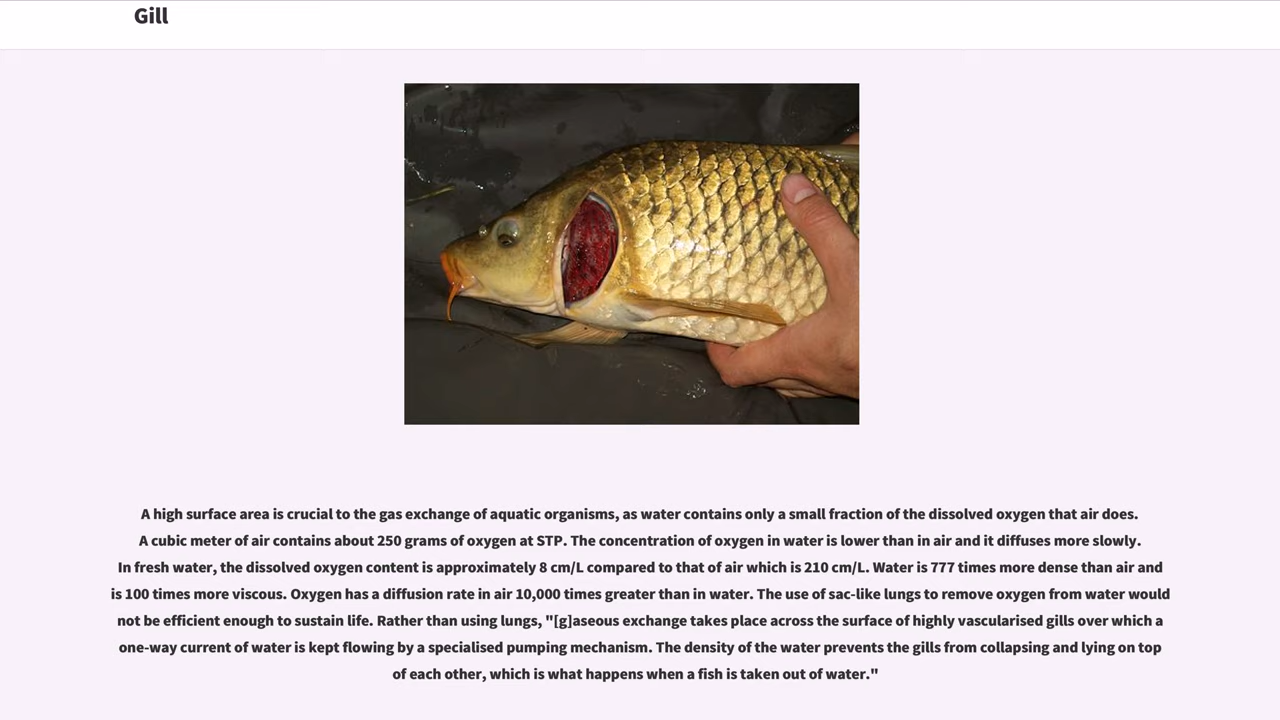 Gill
A high surface area is crucial to the gas exchange of aquatic organisms, as water contains only a small fraction of the dissolved oxygen that air does.
A cubic meter of air contains about 250 grams of oxygen at STP. The concentration of oxygen in water is lower than in air and it diffuses more slowly.
In fresh water, the dissolved oxygen content is approximately 8 cm/L compared to that of air which is 210 cm/L. Water is 777 times more dense than air and
is 100 times more viscous. Oxygen has a diffusion rate in air 10,000 times greater than in water. The use of sac-like lungs to remove oxygen from water would
not be efficient enough to sustain life. Rather than using lungs, "[g]aseous exchange takes place across the surface of highly vascularised gills over which a
one-way current of water is kept flowing by a specialised pumping mechanism. The density of the water prevents the gills from collapsing and lying on top
of each other, which is what happens when a fish is taken out of water."